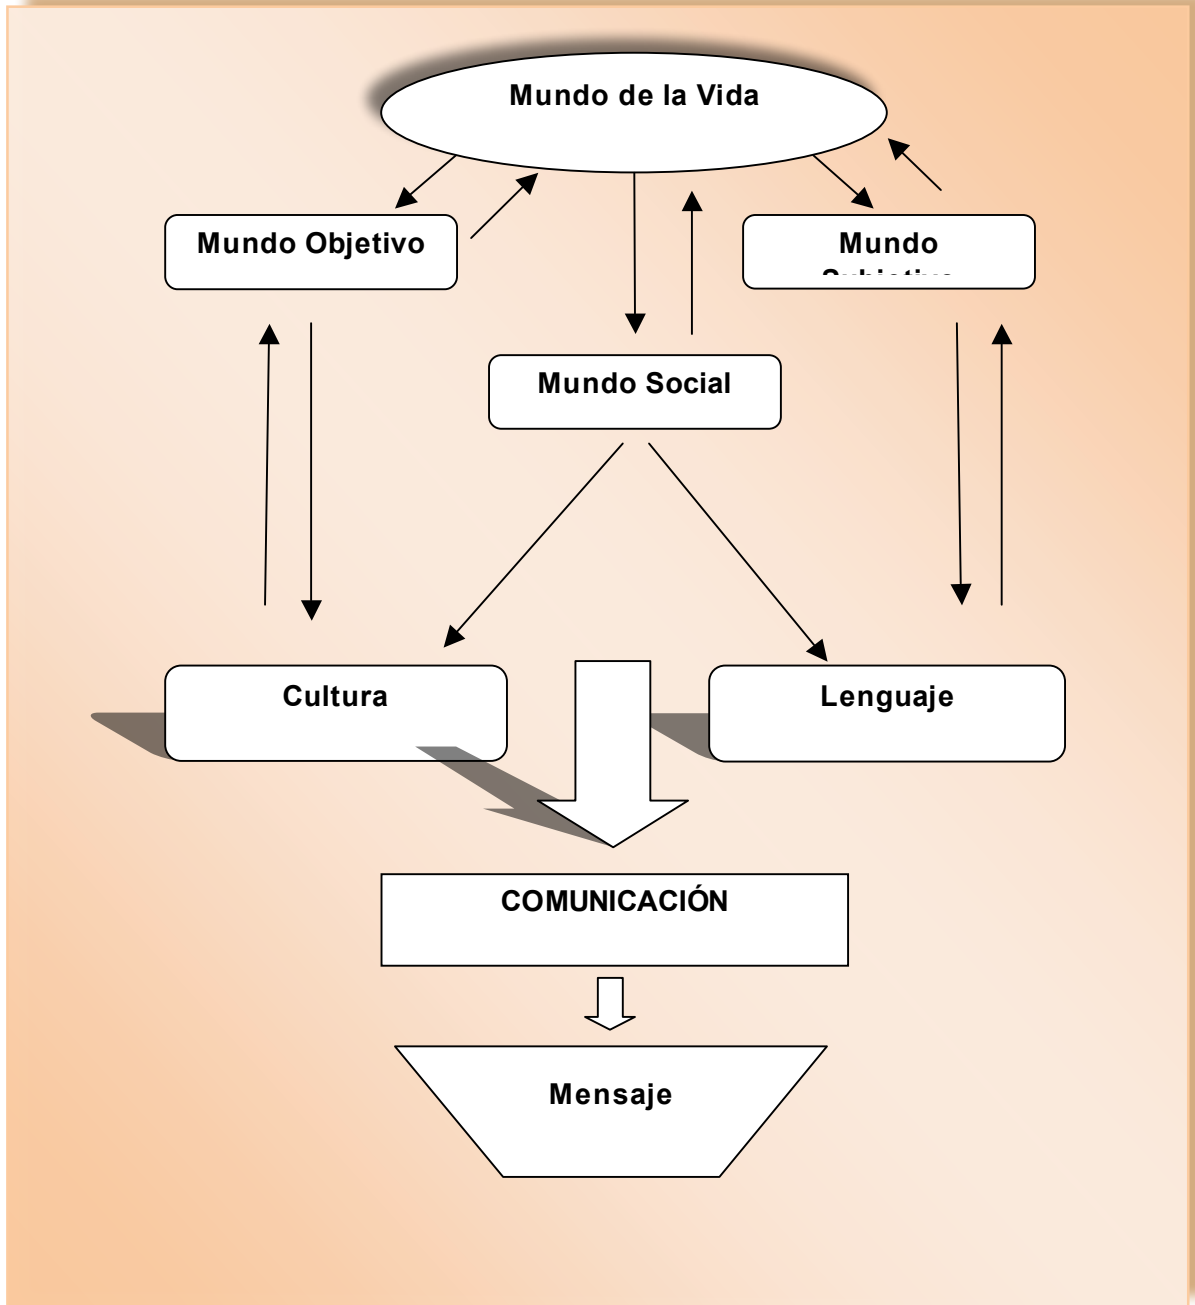 Mundo de la Vida
Mundo Objetivo
Mundo
Mundo Social
Cultura
Lenguaje
COMUNICACIÓN
Mensaje